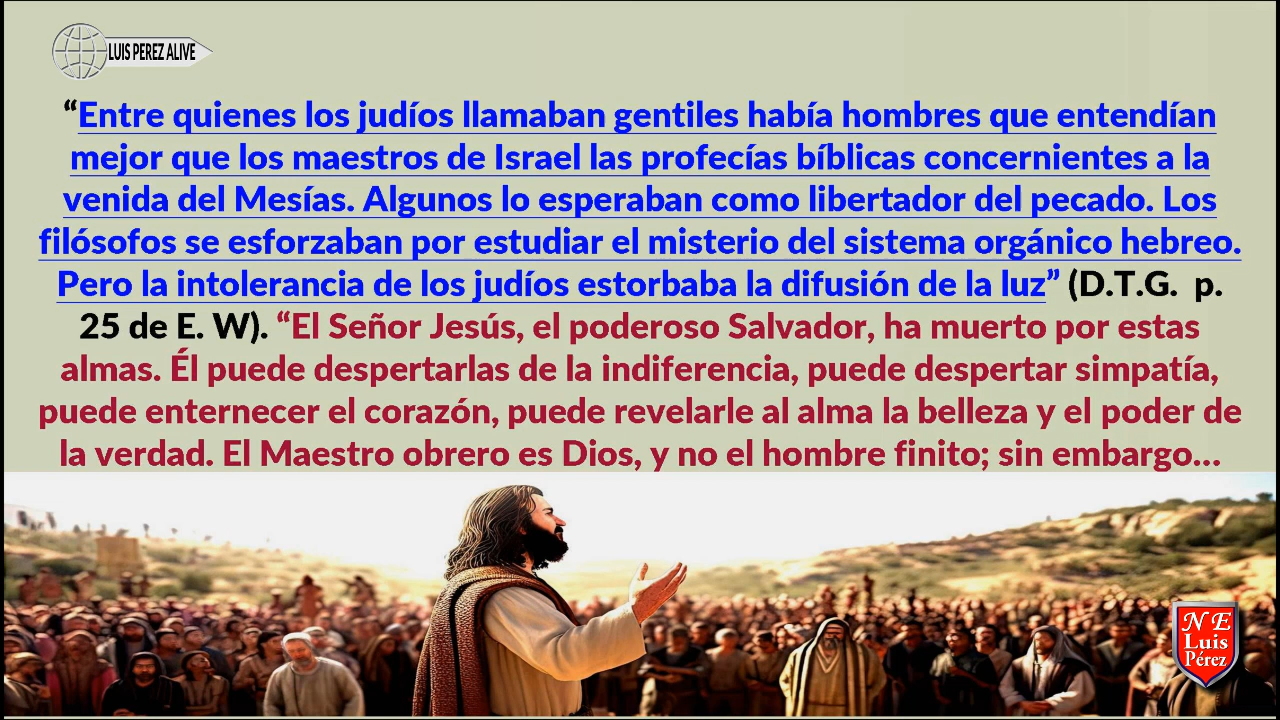 LUIS PEREZ ALIVE
“Entre quienes los judíos llamaban gentiles había hombres que entendían
mejor que los maestros de Israel las profecías bíblicas concernientes a la
venida del Mesías. Algunos lo esperaban como libertador del pecado. Los
filósofos se esforzaban por estudiar el misterio del sistema orgánico hebreo.
Pero la intolerancia de los judíos estorbaba la difusión de la luz” (D.T.G. p.
25 de E. W). “El Señor Jesús, el poderoso Salvador, ha muerto por estas
almas. Él puede despertarlas de la indiferencia, puede despertar simpatía,
puede enternecer el corazón, puede revelarle al alma la belleza y el poder de
la verdad. El Maestro obrero es Dios, y no el hombre finito; sin embargo...
N E
Luis
Pérez